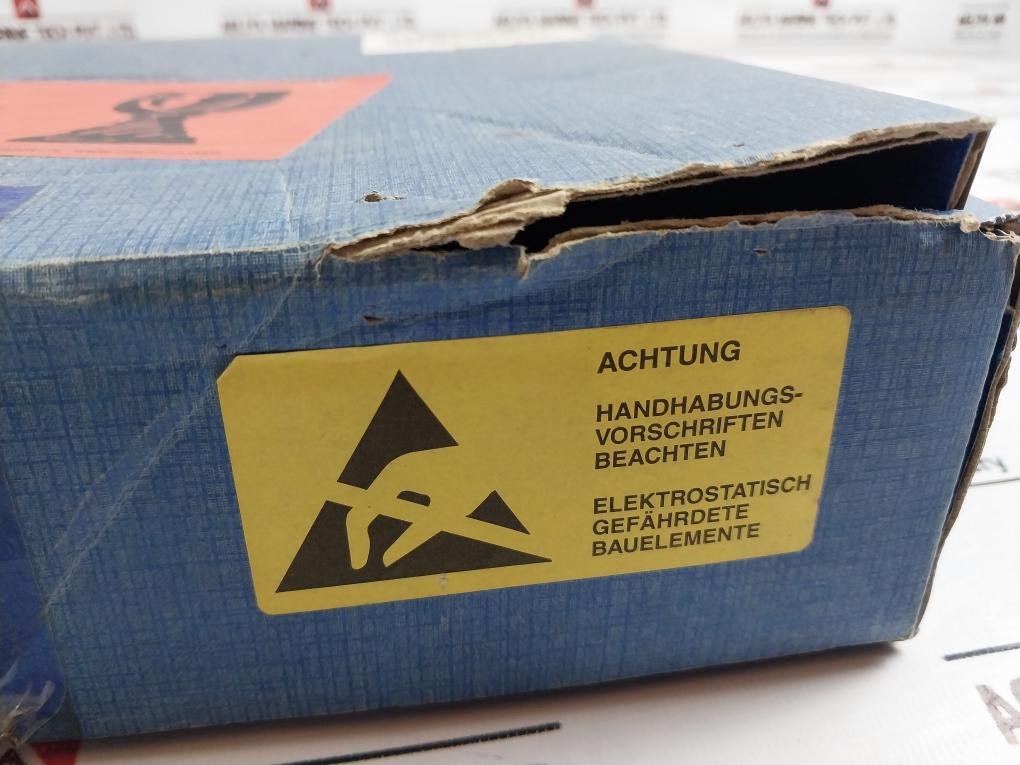 ACHTUNG
HANDHABUNGS-
VORSCHRIFTEN
BEACHTEN
ELEKTROSTATISCH
GEFÄHRDETE
BAUELEMENTE